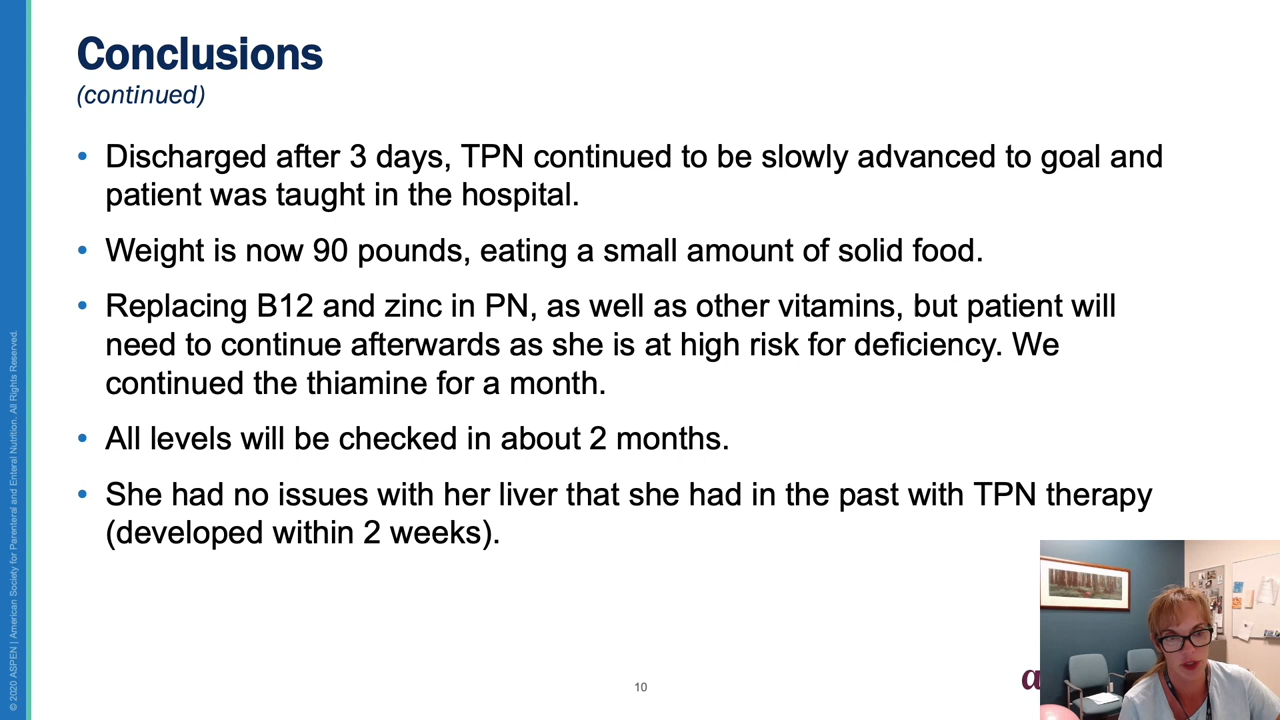 Conclusions
(continued)
• Discharged after 3 days, TPN continued to be slowly advanced to goal and
patient was taught in the hospital.
• Weight is now 90 pounds, eating a small amount of solid food.
• Replacing B12 and zinc in PN, as well as other vitamins, but patient will
need to continue afterwards as she is at high risk for deficiency. We
continued the thiamine for a month.
• All levels will be checked in about 2 months.
• She had no issues with her liver that she had in the past with TPN therapy
(developed within 2 weeks).
© 2020 ASPEN | American Society for Parenteral and Enteral Nutrition. All Rights Reserved.
10
a